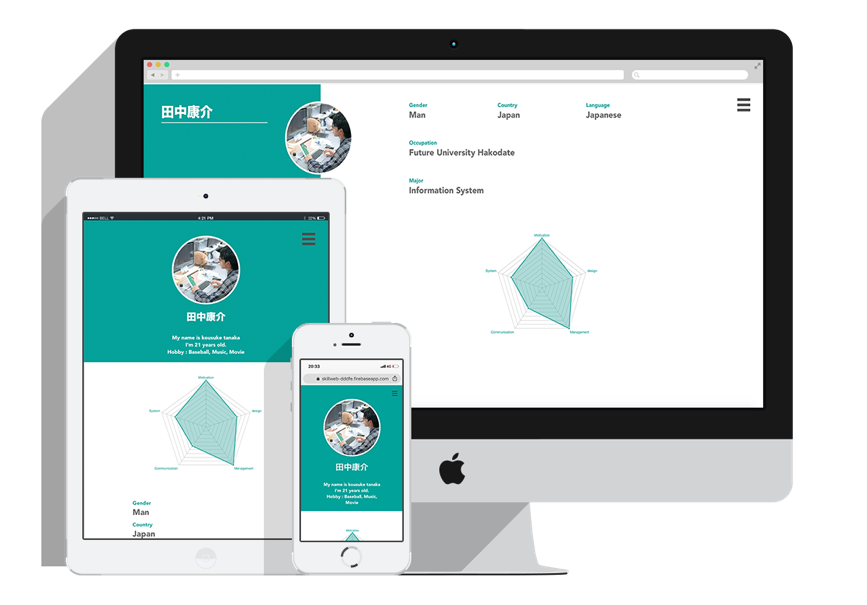 田中康介
Gender
Country
Language
Man
Japan
Japanese
Occupation
Future University Hakodate
Major
Information System
Motivation
System
design
Communication
Management
BELL
4:21 PM
22%
田中康介
My name is kousuke tanaka
I'm 21 years old.
Hobby : Baseball, Music, Movie
Motivation
System
design
Communication
Management
Gender
Man
Country
Japan
20:33
4G
skillweb-dddfe.firebaseapp.com
田中康介
My name is kousuke tanaka
I'm 21 years old.
Hobby : Baseball, Music,
Movie
Motivation